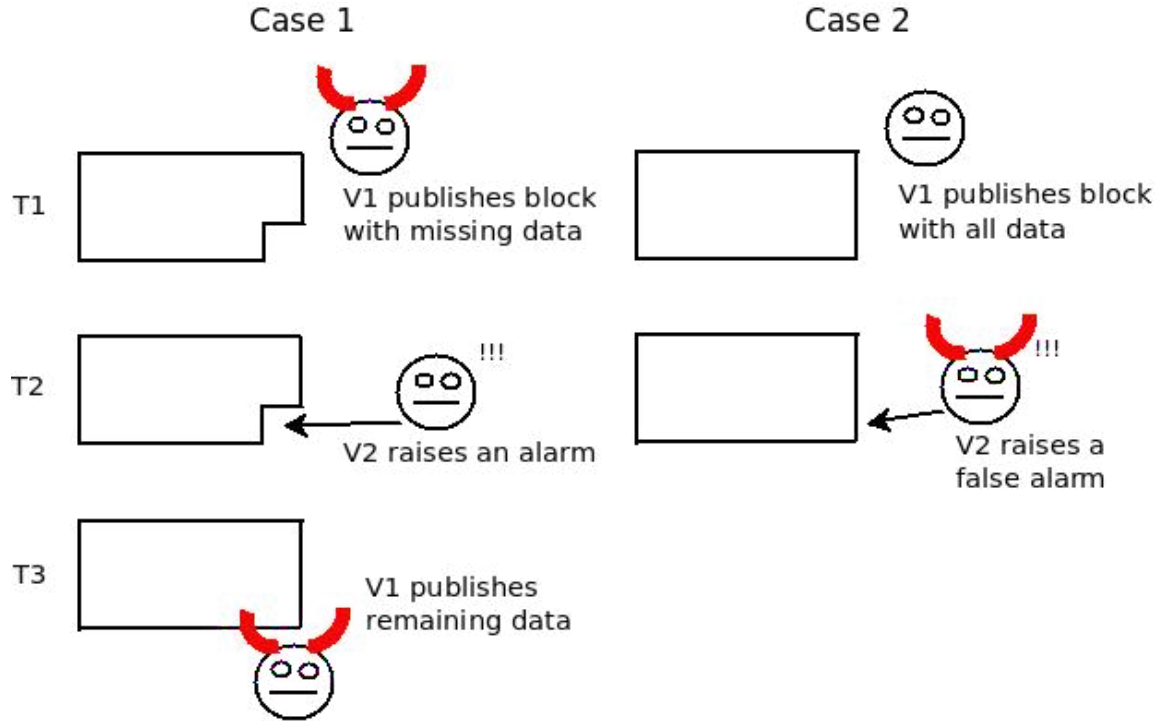 Case 1
Case 2
T1
V1 publishes block
with missing data
V1 publishes block
with all data
T2
!!!
V2 raises an alarm
!!!
V2 raises a
false alarm
T3
V1 publishes
remaining data